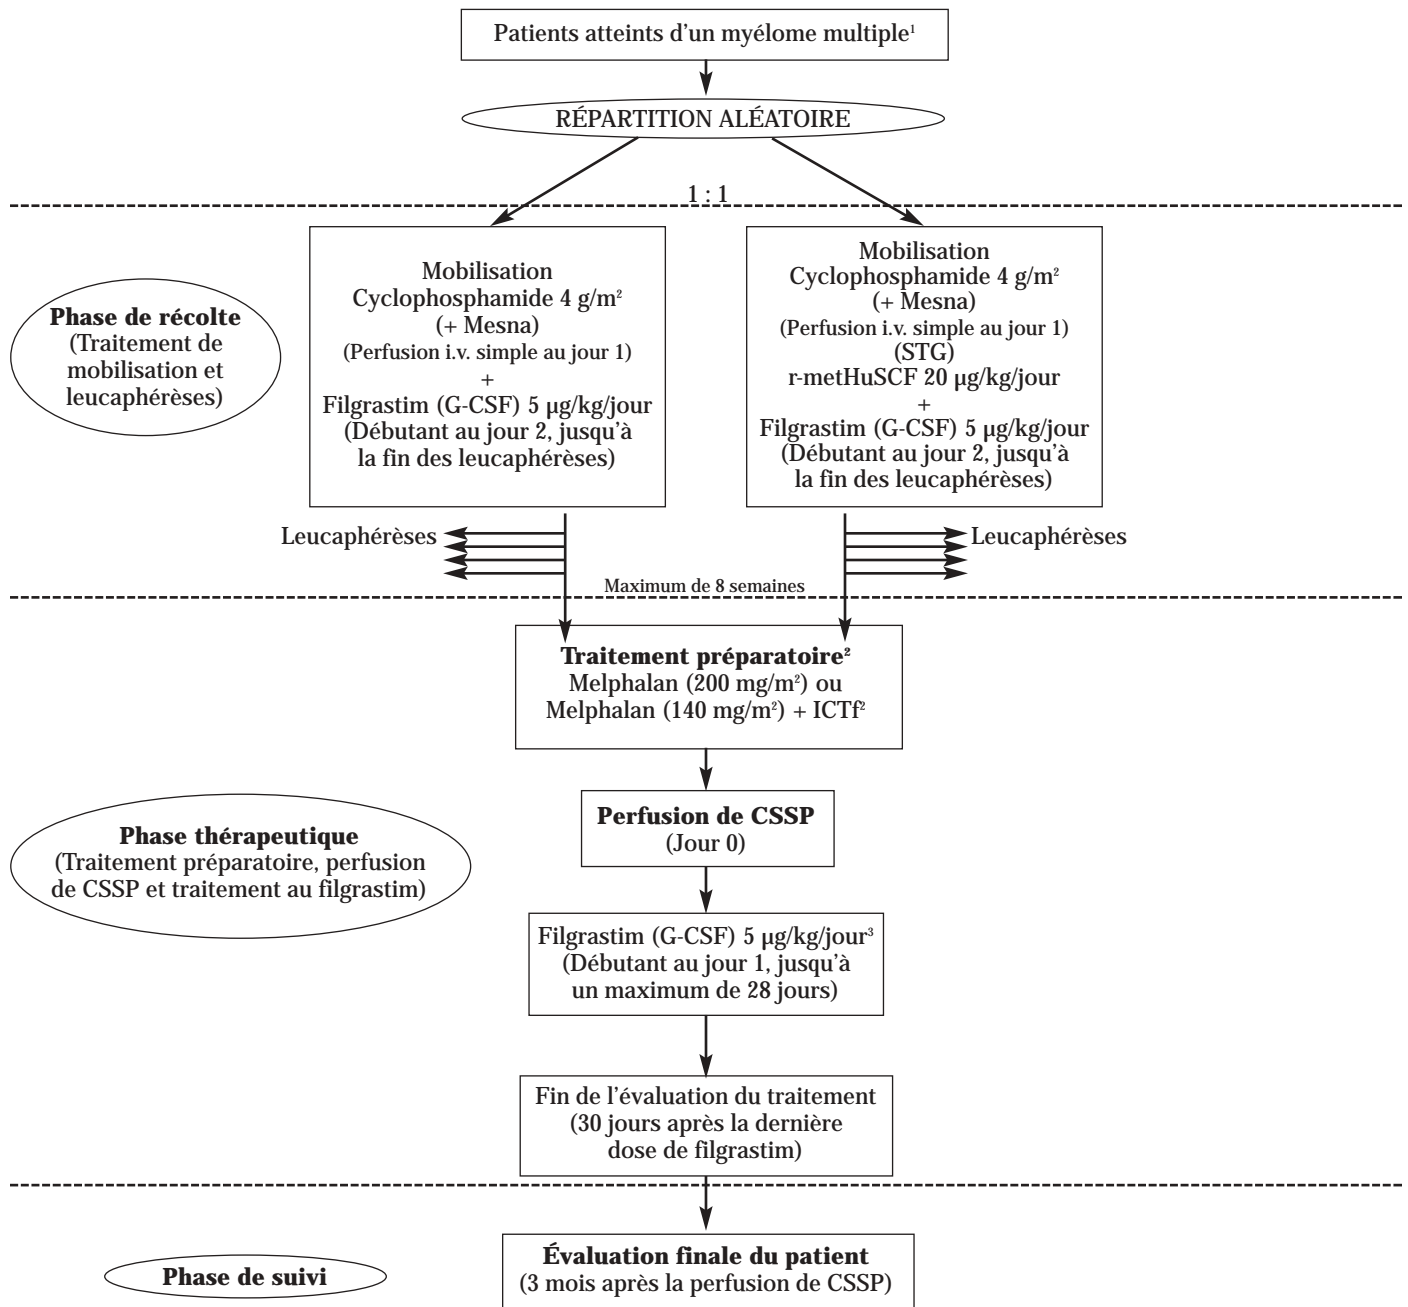 Patients atteints d’un myélome multiple¹
RÉPARTITION ALÉATOIRE
1 : 1
Phase de récolte
(Traitement de
mobilisation et
leucaphérèses)
Mobilisation
Cyclophosphamide 4 g/m²
(+ Mesna)
(Perfusion i.v. simple au jour 1)
+
Filgrastim (G-CSF) 5 µg/kg/jour
(Débutant au jour 2, jusqu’à
la fin des leucaphérèses)
Mobilisation
Cyclophosphamide 4 g/m²
(+ Mesna)
(Perfusion i.v. simple au jour 1)
(STG)
r-metHuSCF 20 µg/kg/jour
+
Filgrastim (G-CSF) 5 µg/kg/jour
(Débutant au jour 2, jusqu’à
la fin des leucaphérèses)
Leucaphérèses
Leucaphérèses
Maximum de 8 semaines
Traitement préparatoire²
Melphalan (200 mg/m²) ou
Melphalan (140 mg/m²) + ICTf²
Phase thérapeutique
(Traitement préparatoire, perfusion
de CSSP et traitement au filgrastim)
Perfusion de CSSP
(Jour 0)
Filgrastim (G-CSF) 5 µg/kg/jour³
(Débutant au jour 1, jusqu’à
un maximum de 28 jours)
Fin de l’évaluation du traitement
(30 jours après la dernière
dose de filgrastim)
Phase de suivi
Évaluation finale du patient
(3 mois après la perfusion de CSSP)